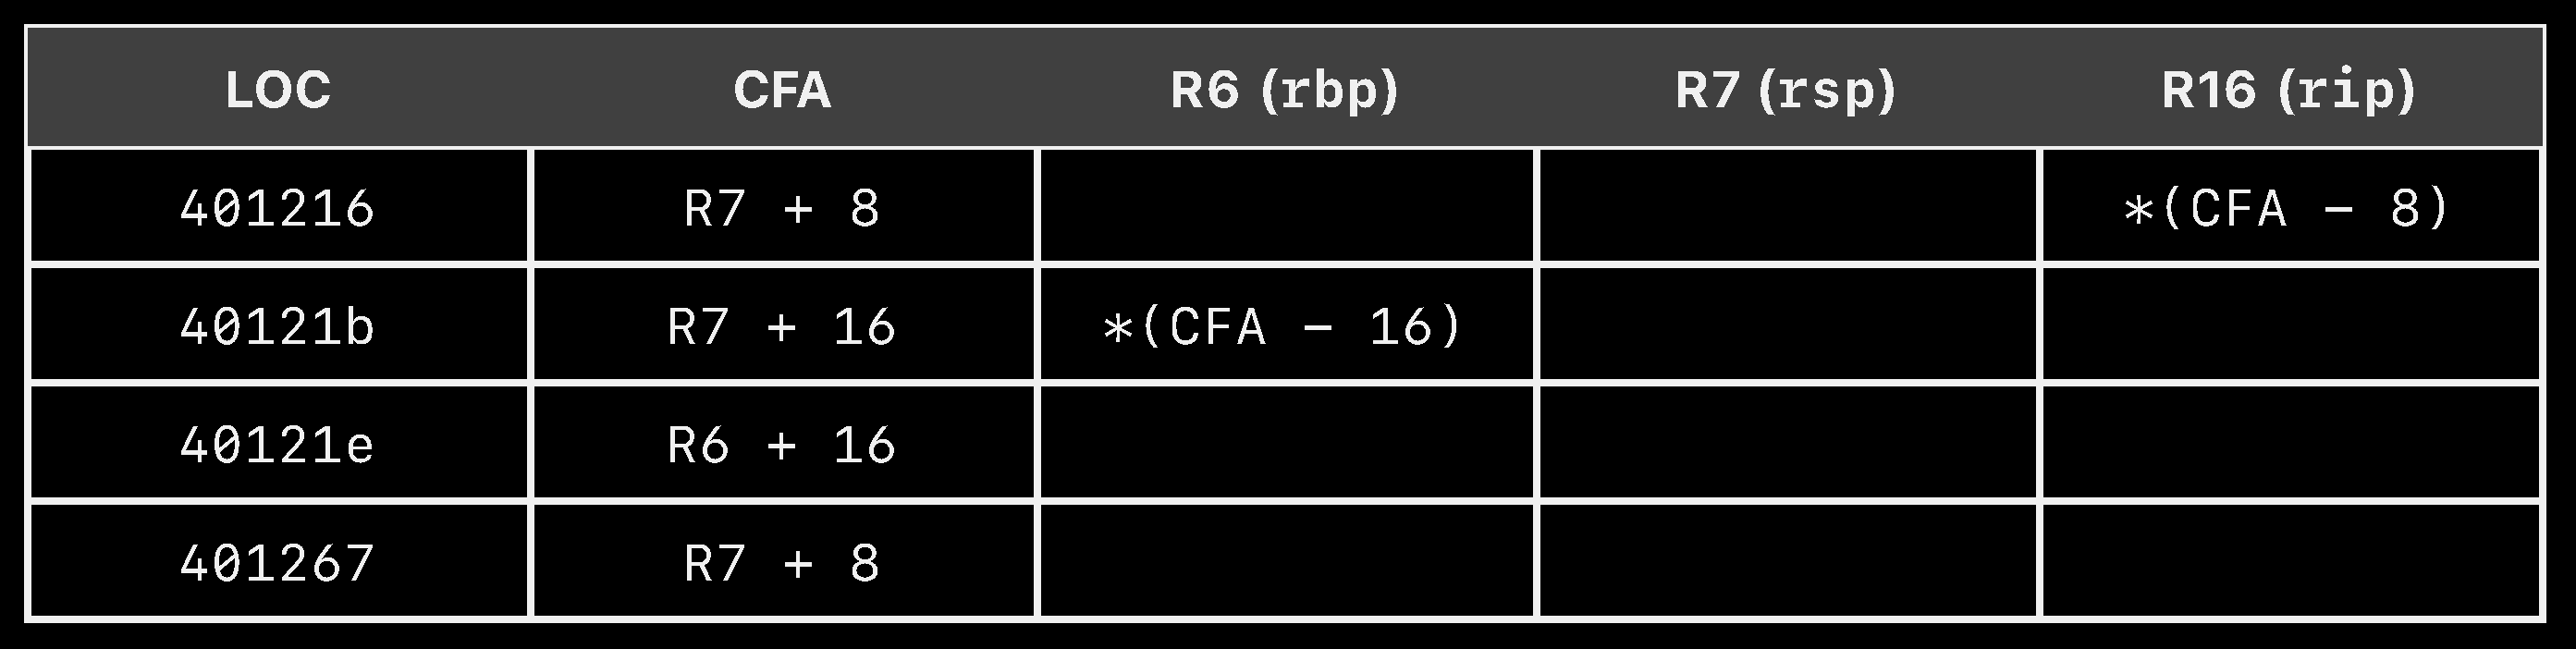 LOC CFA R6 (rbp) R7 (rsp) R16 (rip)
401216 R7 + 8 *(CFA − 8)
40121b R7 + 16 *(CFA − 16)
40121e R6 + 16
401267 R7 + 8